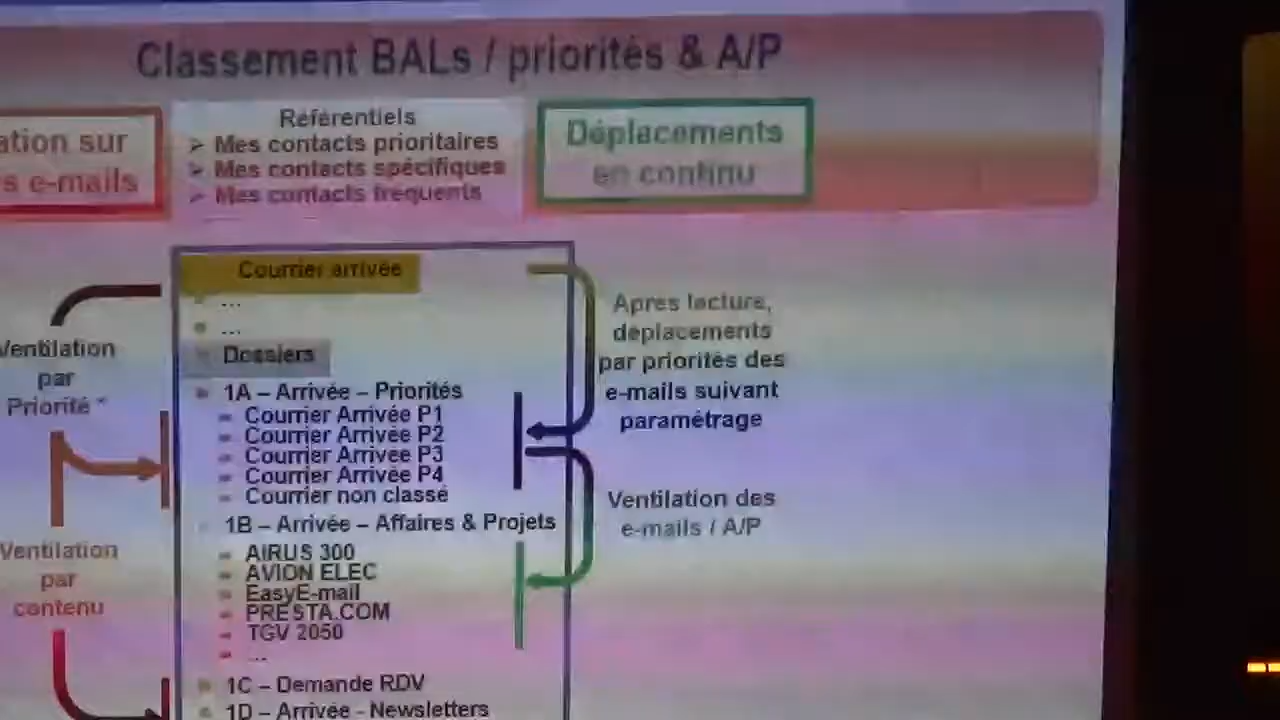 Classement BALs / priorités & A/P
ation sur
s e-mails
Référentiels
➢ Mes contacts prioritaires
➢ Mes contacts spécifiques
➢ Mes contacts fréquents
Déplacements
en continu
Courrier arrivée
...
...
Dossiers
1A – Arrivée – Priorités
Courrier Arrivée P1
Courrier Arrivée P2
Courrier Arrivée P3
Courrier Arrivée P4
Courrier non classé
1B – Arrivée – Affaires & Projets
AIRUS 300
AVION ELEC
EasyE-mail
PRESTA.COM
TGV 2050
...
1C – Demande RDV
1D – Arrivée - Newsletters
Ventilation
par
Priorité *
Ventilation
par
contenu
Apres lecture,
déplacements
par priorités des
e-mails suivant
paramétrage
Ventilation des
e-mails / A/P